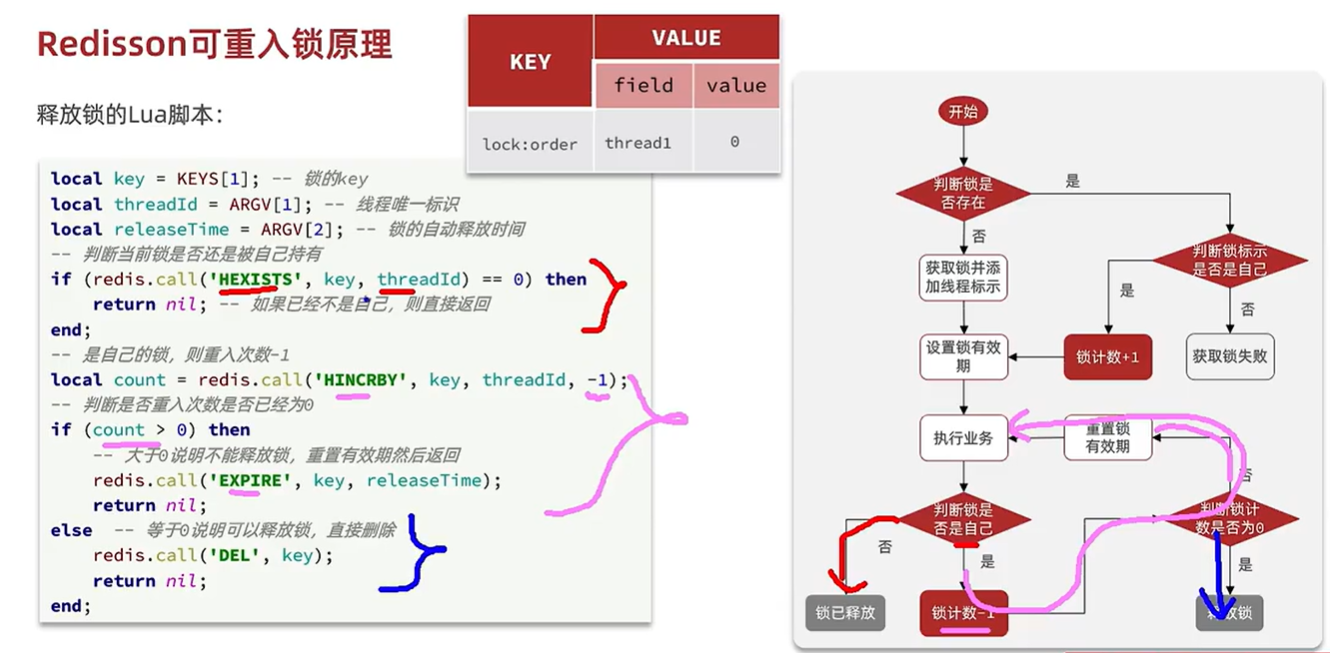 Redisson可重入锁原理
KEY
VALUE
field
value
lock:order
thread1
0
释放锁的Lua脚本：
local key = KEYS[1]; -- 锁的key
local threadId = ARGV[1]; -- 线程唯一标识
local releaseTime = ARGV[2]; -- 锁的自动释放时间
-- 判断当前锁是否还是被自己持有
if (redis.call('HEXISTS', key, threadId) == 0) then
return nil; -- 如果已经不是自己，则直接返回
end;
-- 是自己的锁，则重入次数-1
local count = redis.call('HINCRBY', key, threadId, -1);
-- 判断是否重入次数是否已经为0
if (count > 0) then
-- 大于0说明不能释放锁，重置有效期然后返回
redis.call('EXPIRE', key, releaseTime);
return nil;
else -- 等于0说明可以释放锁，直接删除
redis.call('DEL', key);
return nil;
end;
开始
判断锁是
否存在
是
否
判断锁标示
是否是自己
获取锁并添
加线程标示
是
否
设置锁有效
期
锁计数+1
获取锁失败
执行业务
重置锁
有效期
否
判断锁是
否是自己
判断锁计
数是否为0
否
是
是
锁已释放
锁计数-1
释放锁